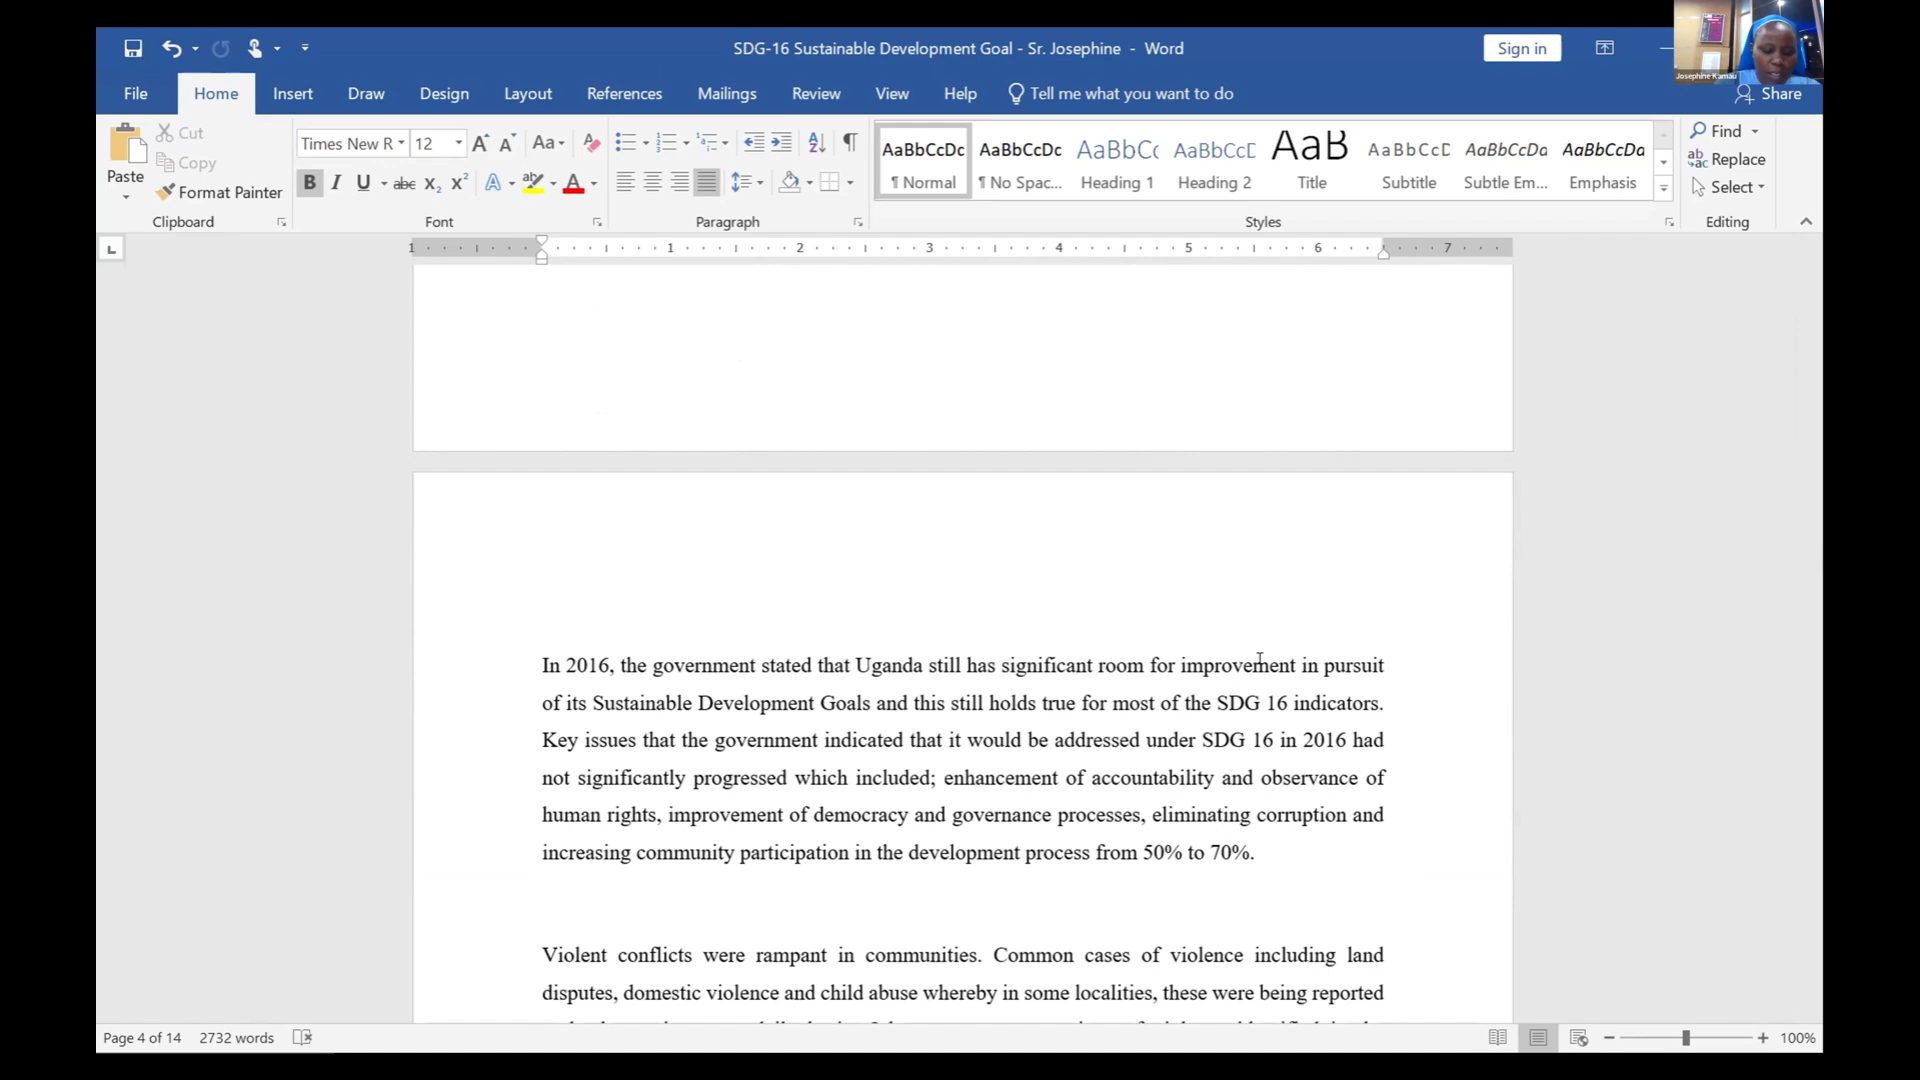 SDG-16 Sustainable Development Goal - Sr. Josephine - Word
Sign in
Josephine Kamau
File Home Insert Draw Design Layout References Mailings Review View Help Tell me what you want to do Share
Paste
Cut
Copy
Format Painter
Clipboard
Times New R 12
Font
Paragraph
AaBbCcDc AaBbCcDc AaBbCc AaBbCcD AaB AaBbCcD AaBbCcDa AaBbCcDa
¶ Normal ¶ No Spac... Heading 1 Heading 2 Title Subtitle Subtle Em... Emphasis
Styles
Find
Replace
Select
Editing
1 1 2 3 4 5 6 7
In 2016, the government stated that Uganda still has significant room for improvement in pursuit
of its Sustainable Development Goals and this still holds true for most of the SDG 16 indicators.
Key issues that the government indicated that it would be addressed under SDG 16 in 2016 had
not significantly progressed which included; enhancement of accountability and observance of
human rights, improvement of democracy and governance processes, eliminating corruption and
increasing community participation in the development process from 50% to 70%.
Violent conflicts were rampant in communities. Common cases of violence including land
disputes, domestic violence and child abuse whereby in some localities, these were being reported
Page 4 of 14 2732 words 100%